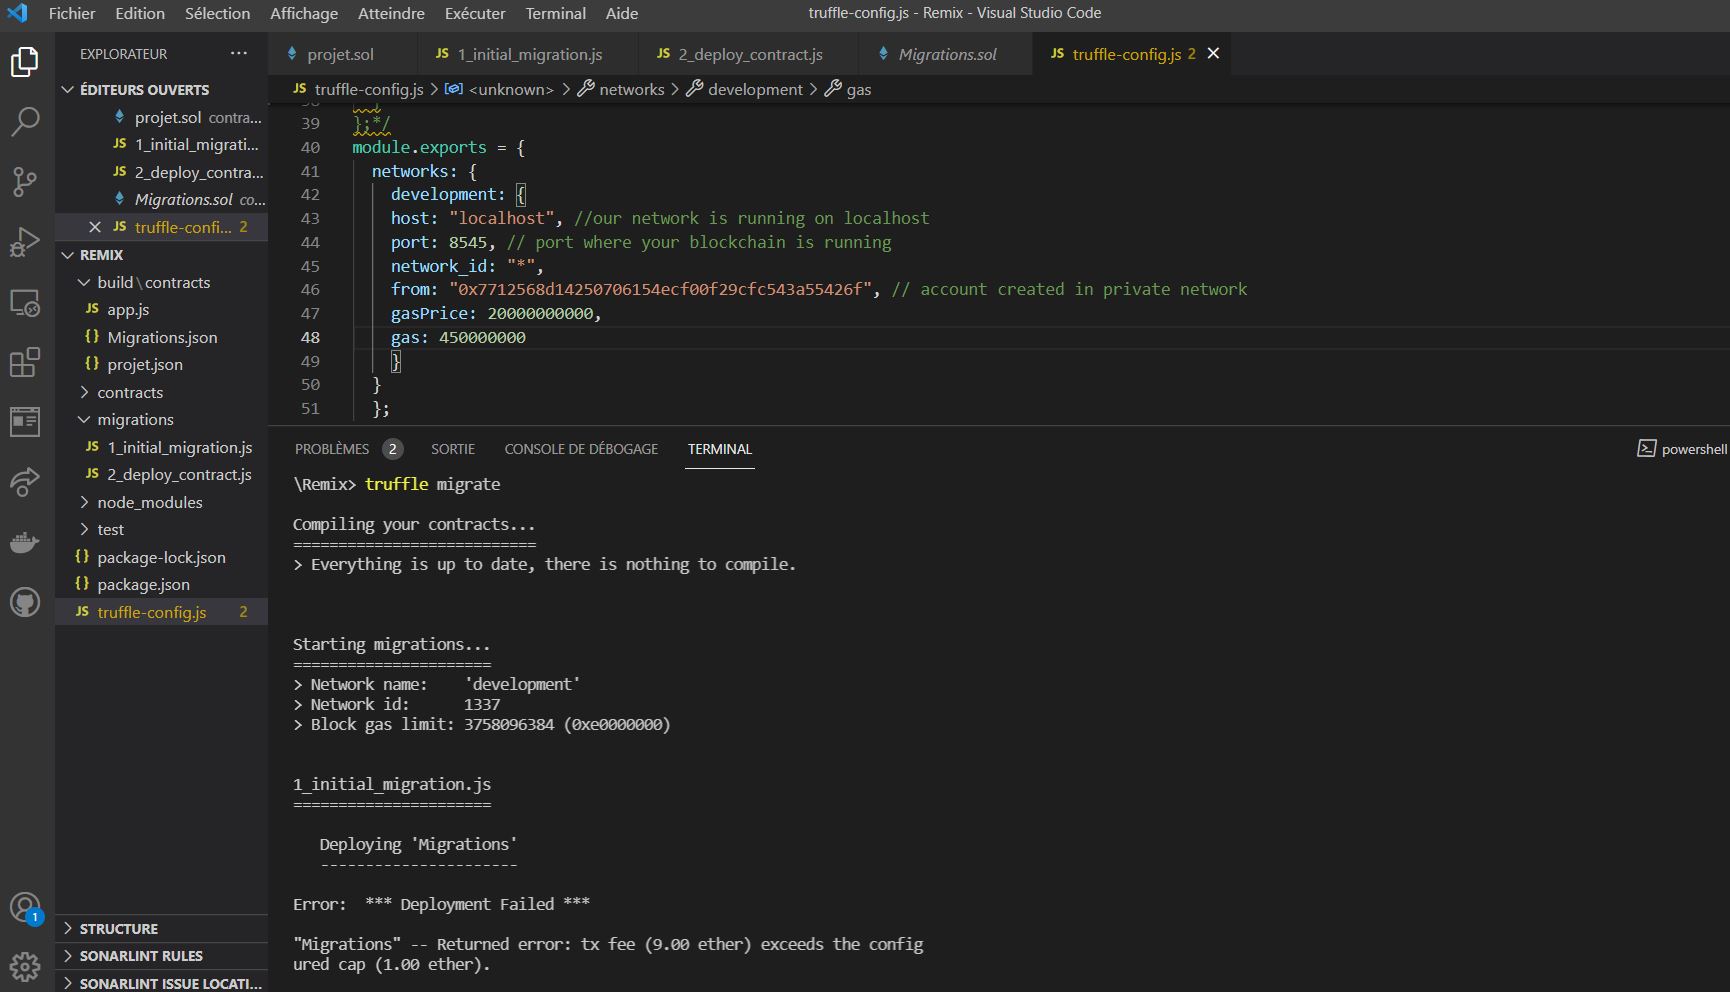 Fichier Edition Sélection Affichage Atteindre Exécuter Terminal Aide truffle-config.js - Remix - Visual Studio Code
EXPLORATEUR ···
projet.sol JS 1_initial_migration.js JS 2_deploy_contract.js Migrations.sol JS truffle-config.js 2
ÉDITEURS OUVERTS
projet.sol contra...
JS 1_initial_migrati...
JS 2_deploy_contra...
Migrations.sol co...
JS truffle-confi... 2
REMIX
build\contracts
JS app.js
{} Migrations.json
{} projet.json
contracts
migrations
JS 1_initial_migration.js
JS 2_deploy_contract.js
node_modules
test
{} package-lock.json
{} package.json
JS truffle-config.js 2
STRUCTURE
SONARLINT RULES
SONARLINT ISSUE LOCATI...
1
JS truffle-config.js > <unknown> > networks > development > gas
39 };*/
40 module.exports = {
41 networks: {
42 development: {
43 host: "localhost", //our network is running on localhost
44 port: 8545, // port where your blockchain is running
45 network_id: "*",
46 from: "0x7712568d14250706154ecf00f29cfc543a55426f", // account created in private network
47 gasPrice: 20000000000,
48 gas: 450000000
49 }
50 }
51 };
PROBLÈMES 2 SORTIE CONSOLE DE DÉBOGAGE TERMINAL powershell
\Remix> truffle migrate
Compiling your contracts...
===========================
> Everything is up to date, there is nothing to compile.
Starting migrations...
======================
> Network name: 'development'
> Network id: 1337
> Block gas limit: 3758096384 (0xe0000000)
1_initial_migration.js
======================
Deploying 'Migrations'
----------------------
Error: *** Deployment Failed ***
"Migrations" -- Returned error: tx fee (9.00 ether) exceeds the config
ured cap (1.00 ether).